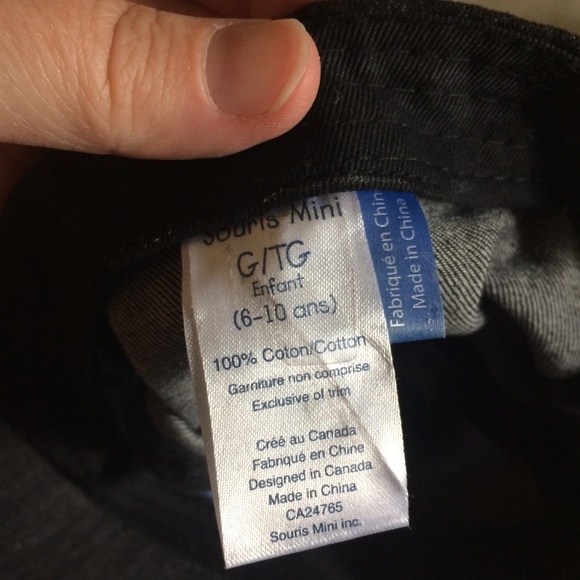 Souris Mini
G/TG
Enfant
(6-10 ans)
100% Coton/Cotton
Garniture non comprise
Exclusive of trim
Créé au Canada
Fabriqué en Chine
Designed in Canada
Made in China
CA24765
Souris Mini inc.
Fabriqué en Chin
Made in China